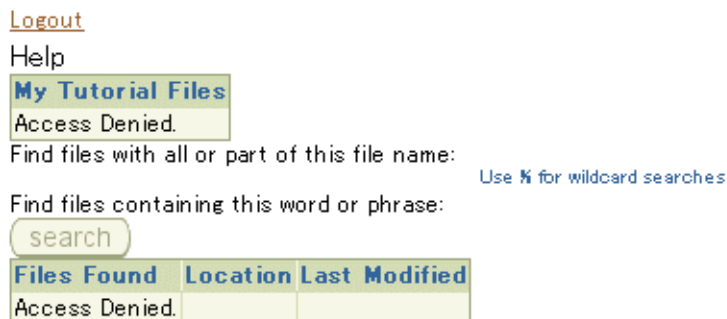 Logout
Help
My Tutorial Files
Access Denied.
Find files with all or part of this file name:
Use % for wildcard searches
Find files containing this word or phrase:
search
Files Found Location Last Modified
Access Denied.